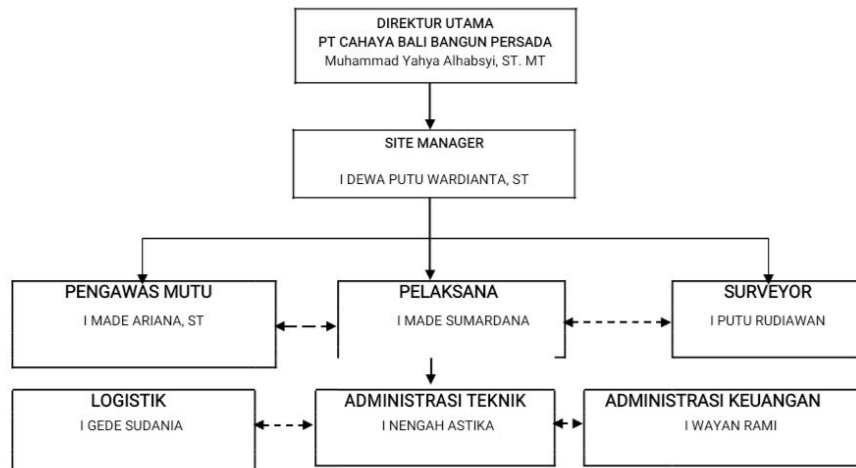 DIREKTUR UTAMA
PT CAHAYA BALI BANGUN PERSADA
Muhammad Yahya Alhabsyi, ST. MT
SITE MANAGER
I DEWA PUTU WARDIANTA, ST
PENGAWAS MUTU
I MADE ARIANA, ST
PELAKSANA
I MADE SUMARDANA
SURVEYOR
I PUTU RUDIAWAN
LOGISTIK
I GEDE SUDANIA
ADMINISTRASI TEKNIK
I NENGAH ASTIKA
ADMINISTRASI KEUANGAN
I WAYAN RAMI